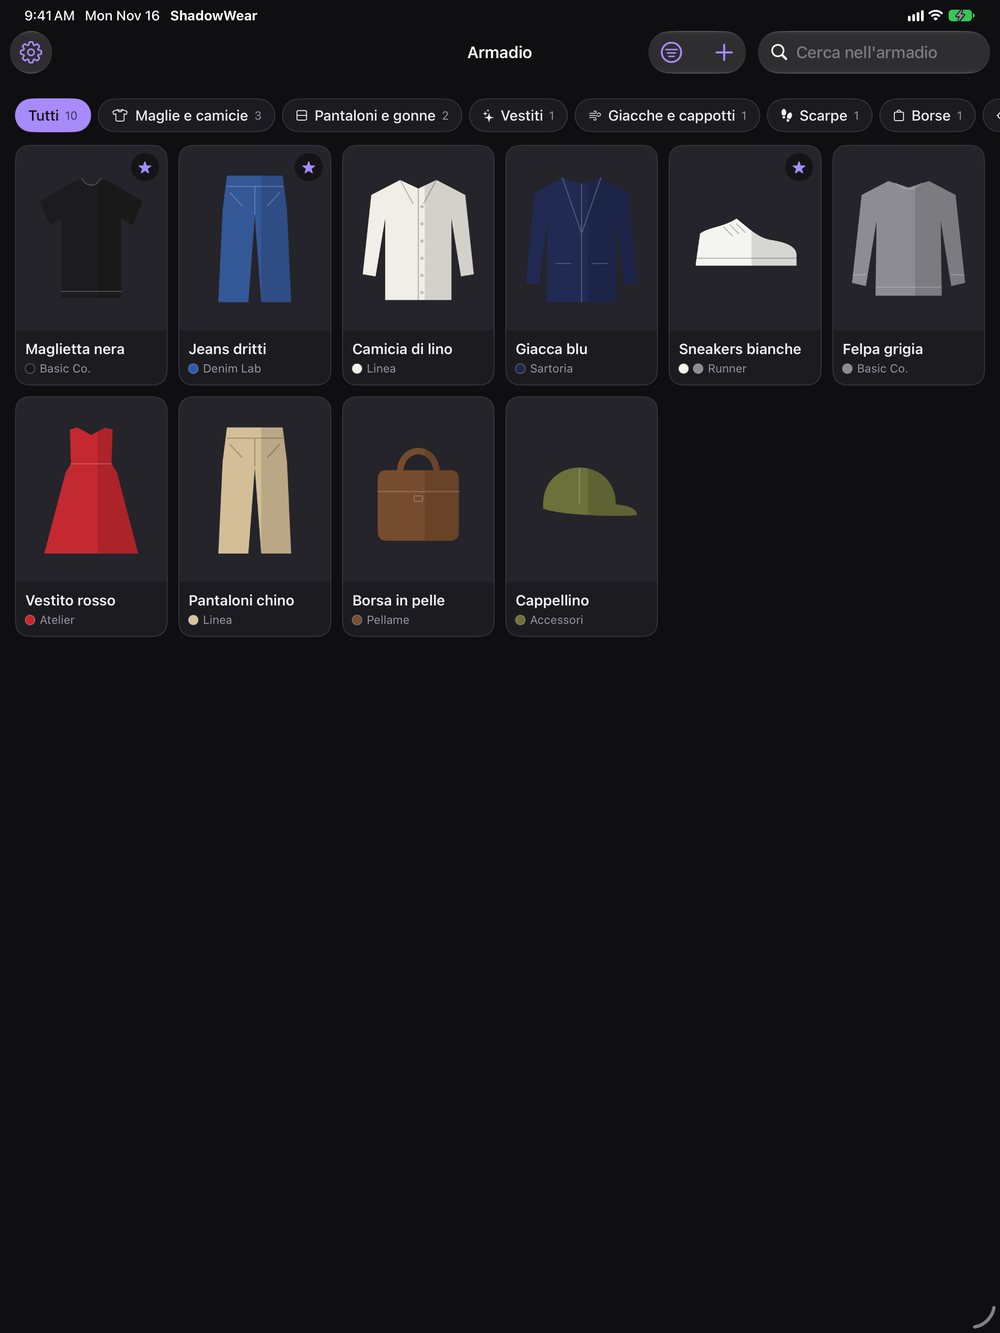 9:41 AM Mon Nov 16 ShadowWear
Armadio
Cerca nell'armadio
Tutti 10
Maglie e camicie 3
Pantaloni e gonne 2
Vestiti 1
Giacche e cappotti 1
Scarpe 1
Borse 1
Maglietta nera
Basic Co.
Jeans dritti
Denim Lab
Camicia di lino
Linea
Giacca blu
Sartoria
Sneakers bianche
Runner
Felpa grigia
Basic Co.
Vestito rosso
Atelier
Pantaloni chino
Linea
Borsa in pelle
Pellame
Cappellino
Accessori